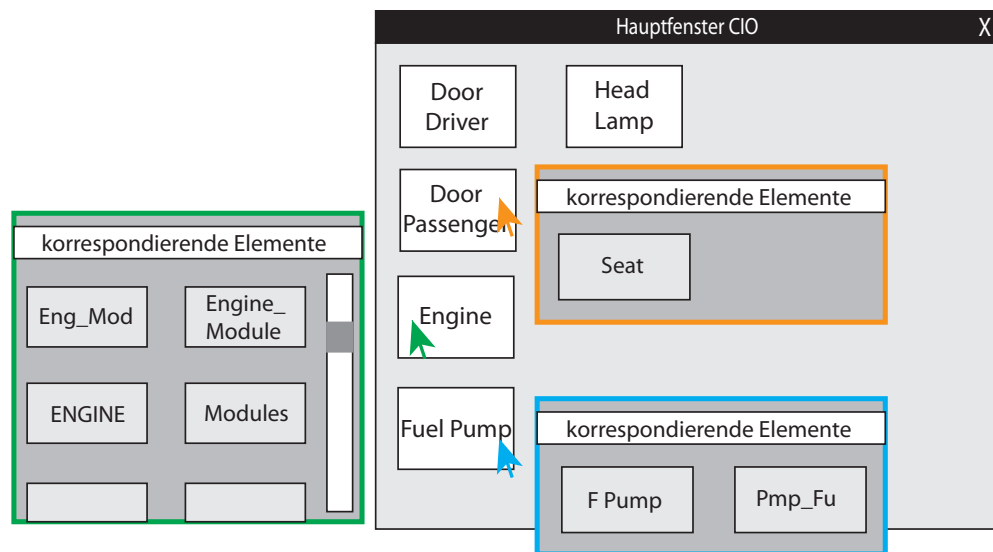 Hauptfenster CIO
X
Door
Driver
Head
Lamp
Door
Passenger
korrespondierende Elemente
Seat
korrespondierende Elemente
Eng_Mod
Engine_
Module
ENGINE
Modules
Engine
Fuel Pump
korrespondierende Elemente
F Pump
Pmp_Fu